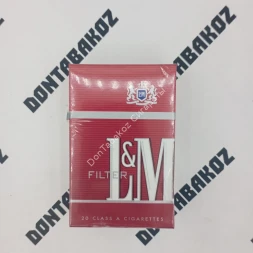 DONTABAKOZ
DONTABAKOZ
L&M
FILTER
20 CLASS A CIGARETTES